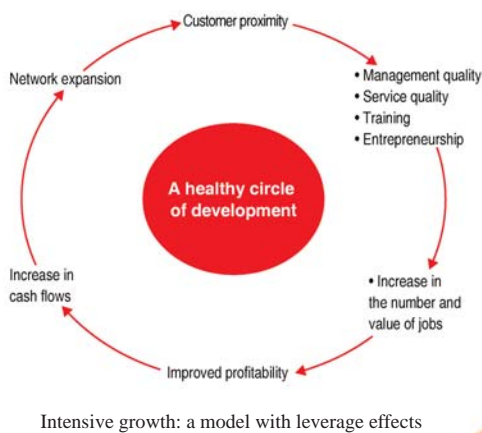 Customer proximity
• Management quality
• Service quality
• Training
• Entrepreneurship
• Increase in
the number and
value of jobs
Improved profitability
Increase in
cash flows
Network expansion
A healthy circle
of development
Intensive growth: a model with leverage effects